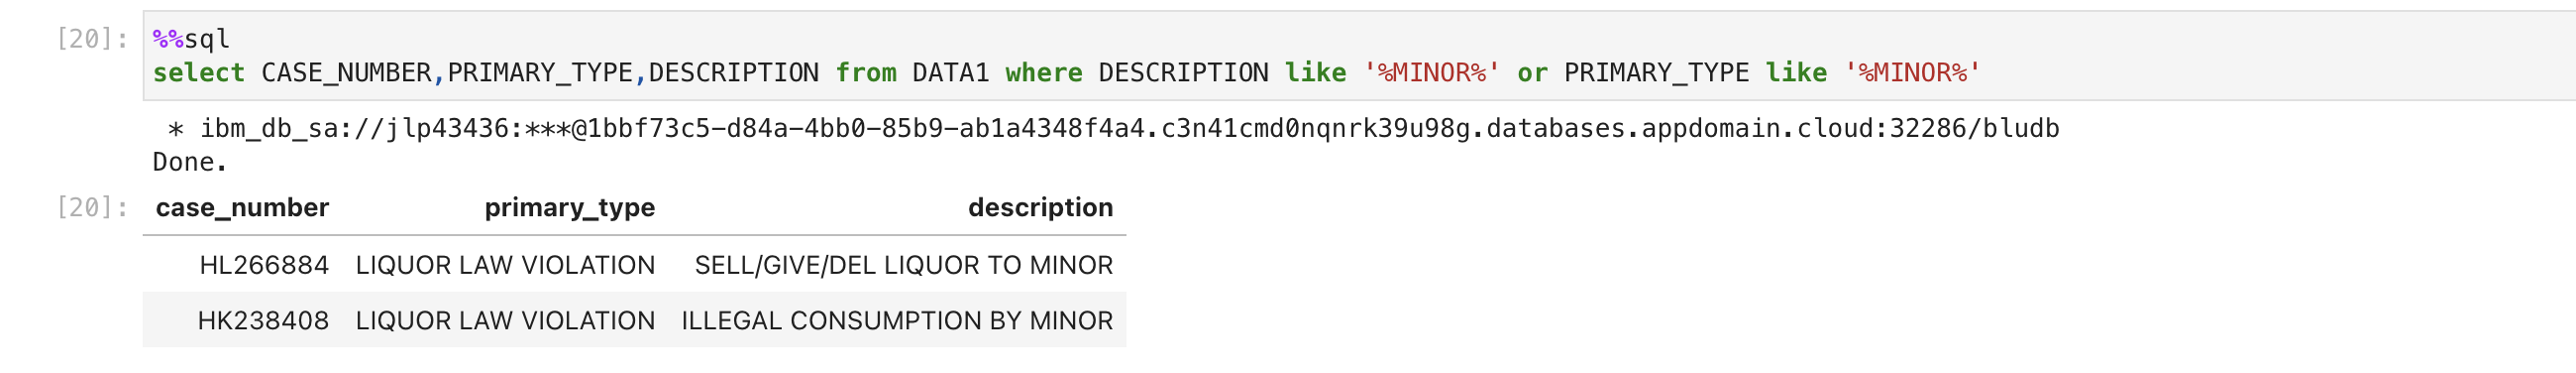 [20]: %%sql
select CASE_NUMBER,PRIMARY_TYPE,DESCRIPTION from DATA1 where DESCRIPTION like '%MINOR%' or PRIMARY_TYPE like '%MINOR%'
* ibm_db_sa://jlp43436:***@1bbf73c5-d84a-4bb0-85b9-ab1a4348f4a4.c3n41cmd0nqnrk39u98g.databases.appdomain.cloud:32286/bludb
Done.
[20]: case_number primary_type description
HL266884 LIQUOR LAW VIOLATION SELL/GIVE/DEL LIQUOR TO MINOR
HK238408 LIQUOR LAW VIOLATION ILLEGAL CONSUMPTION BY MINOR